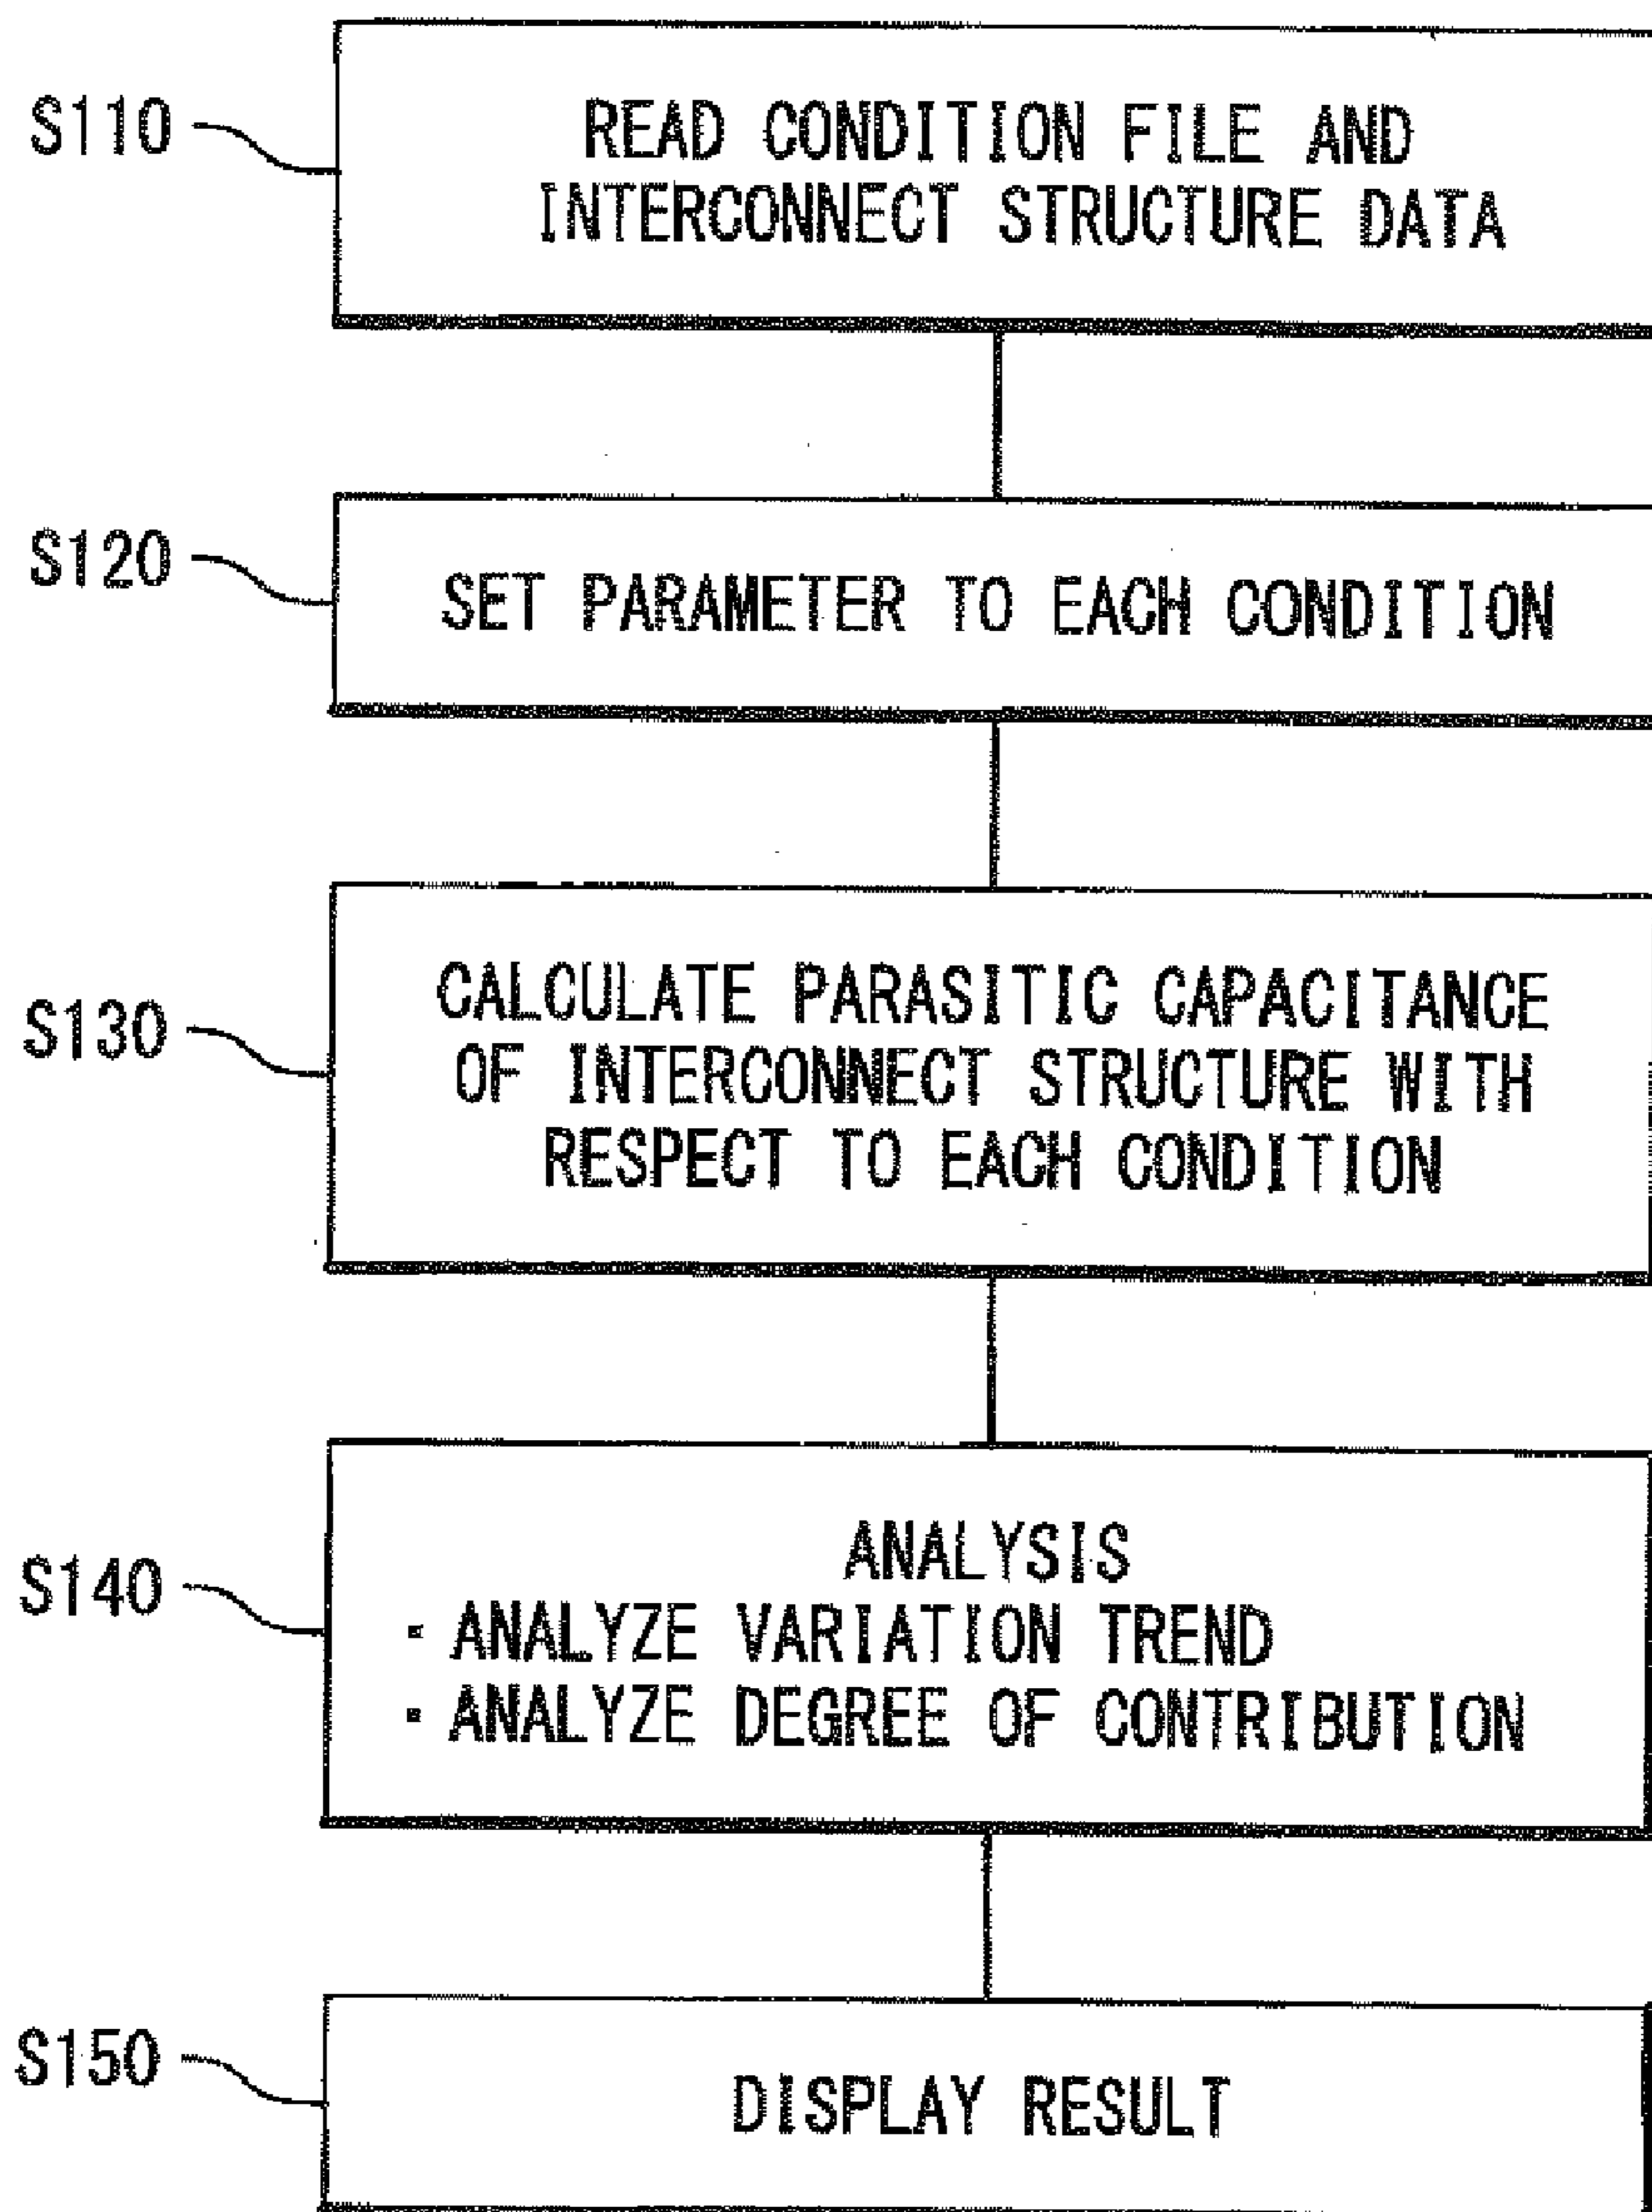 S110
READ CONDITION FILE AND
INTERCONNECT STRUCTURE DATA
S120
SET PARAMETER TO EACH CONDITION
S130
CALCULATE PARASITIC CAPACITANCE
OF INTERCONNECT STRUCTURE WITH
RESPECT TO EACH CONDITION
S140
ANALYSIS
· ANALYZE VARIATION TREND
· ANALYZE DEGREE OF CONTRIBUTION
S150
DISPLAY RESULT